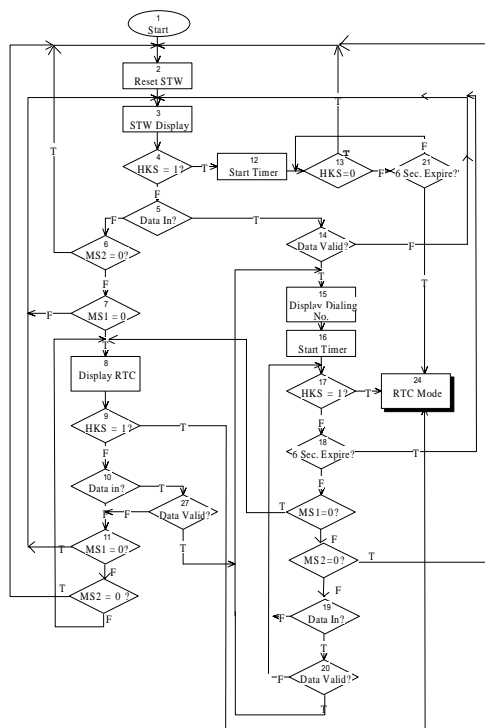 1
Start
2
Reset STW
3
STW Display
4
HKS = 1?
T
12
Start Timer
13
HKS=0
T
F
21
6 Sec. Expire?
F
T
T
F
5
Data In?
F
T
6
MS2 = 0?
T
F
14
Data Valid?
F
T
7
MS1 = 0
F
T
15
Display Dialing
No.
16
Start Timer
8
Display RTC
17
HKS = 1?
T
24
RTC Mode
F
9
HKS = 1?
T
F
18
6 Sec. Expire?
T
F
10
Data in?
T
F
27
Data Valid?
F
T
MS1=0?
T
F
11
MS1 = 0?
T
F
MS2=0?
T
F
MS2 = 0 ?
T
F
19
Data In?
F
T
20
Data Valid?
F
T